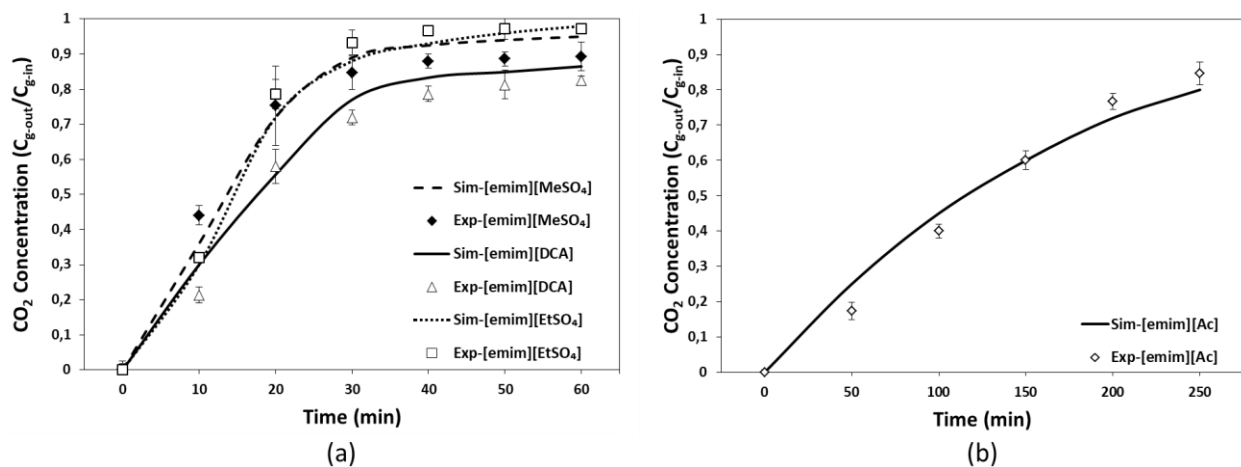 CO₂ Concentration (C_g-out/C_g-in)
1
0,9
0,8
0,7
0,6
0,5
0,4
0,3
0,2
0,1
0
0 10 20 30 40 50 60
Time (min)
Sim-[emim][MeSO₄]
Exp-[emim][MeSO₄]
Sim-[emim][DCA]
Exp-[emim][DCA]
Sim-[emim][EtSO₄]
Exp-[emim][EtSO₄]
(a)
CO₂ Concentration (C_g-out/C_g-in)
1
0,9
0,8
0,7
0,6
0,5
0,4
0,3
0,2
0,1
0
0 50 100 150 200 250
Time (min)
Sim-[emim][Ac]
Exp-[emim][Ac]
(b)